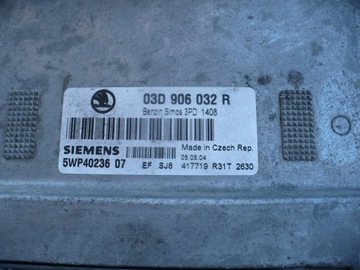 03D 906 032 R
Benzin Simos 3PD 1408
SIEMENS
Made in Czech Rep.
05.05.04
5WP40236 07
EF SJ8 417719 R31T 2630